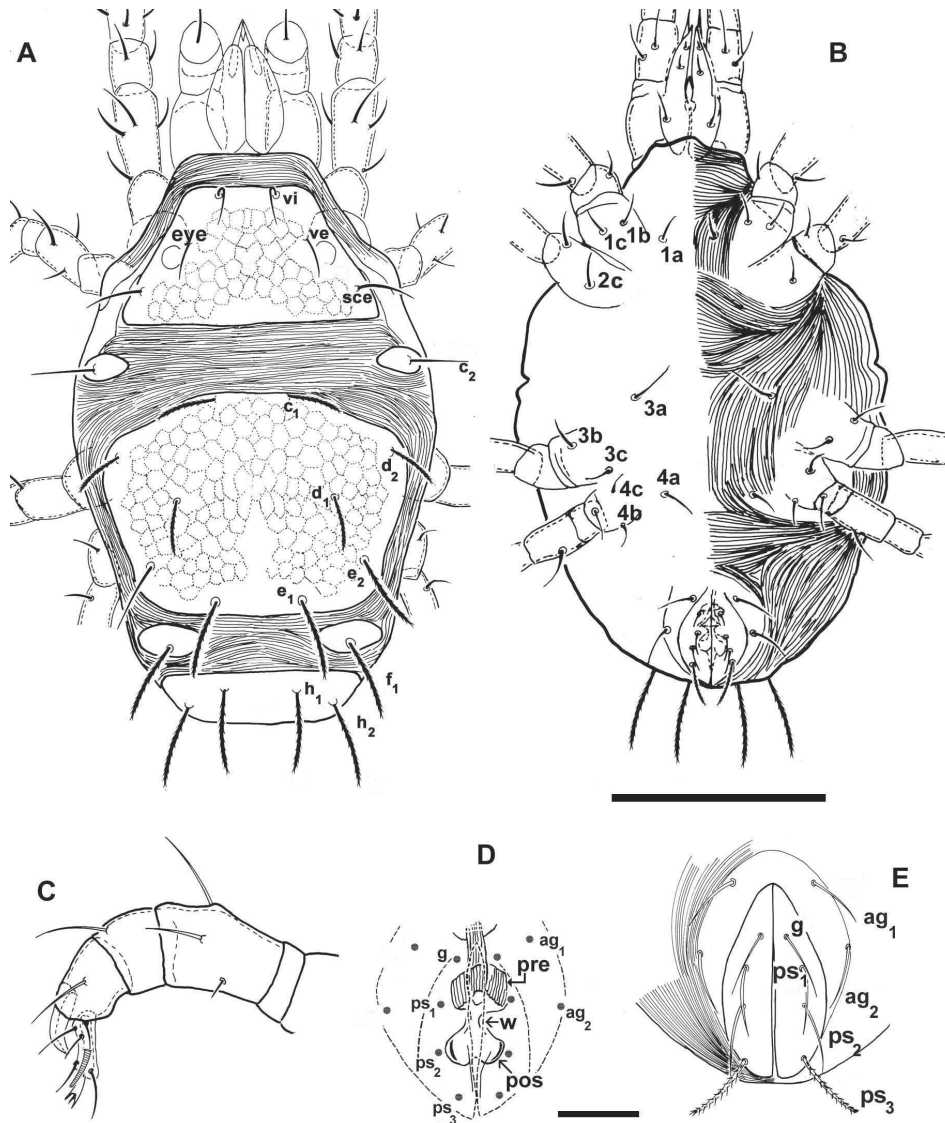 A
B
vi
eye
ve
sce
c2
c1
d2
d1
e2
e1
f1
h1
h2
1c
1b
1a
2c
3a
3b
3c
4c
4a
4b
C
D
E
g
ag1
pre
ps1
w
ag2
ps2
pos
ps3
ag1
g
ps1
ag2
ps2
ps3